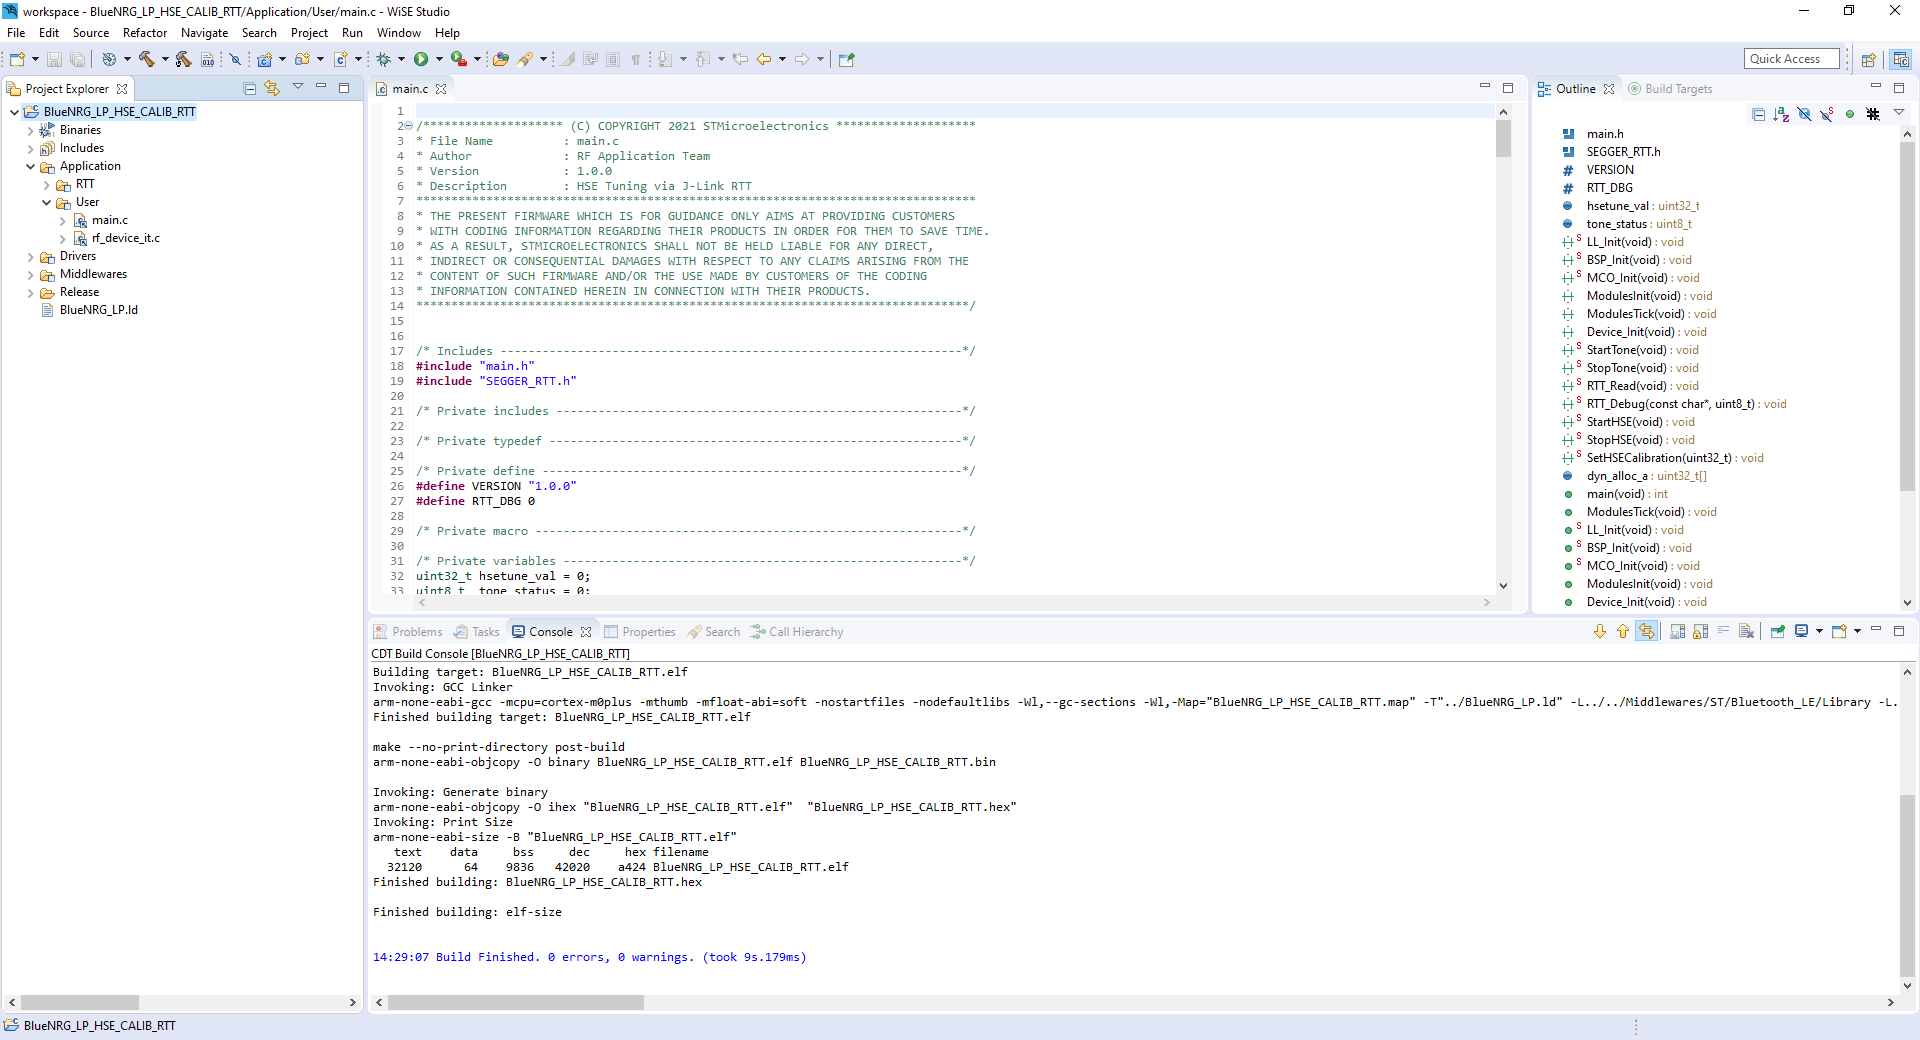 workspace - BlueNRG_LP_HSE_CALIB_RTT/Application/User/main.c - WiSE Studio
File Edit Source Refactor Navigate Search Project Run Window Help
Quick Access
Project Explorer
BlueNRG_LP_HSE_CALIB_RTT
Binaries
Includes
Application
RTT
User
main.c
rf_device_it.c
Drivers
Middlewares
Release
BlueNRG_LP.ld
main.c
1
2 /******************** (C) COPYRIGHT 2021 STMicroelectronics ********************
3 * File Name          : main.c
4 * Author             : RF Application Team
5 * Version            : 1.0.0
6 * Description        : HSE Tuning via J-Link RTT
7 ********************************************************************************
8 * THE PRESENT FIRMWARE WHICH IS FOR GUIDANCE ONLY AIMS AT PROVIDING CUSTOMERS
9 * WITH CODING INFORMATION REGARDING THEIR PRODUCTS IN ORDER FOR THEM TO SAVE TIME.
10 * AS A RESULT, STMICROELECTRONICS SHALL NOT BE HELD LIABLE FOR ANY DIRECT,
11 * INDIRECT OR CONSEQUENTIAL DAMAGES WITH RESPECT TO ANY CLAIMS ARISING FROM THE
12 * CONTENT OF SUCH FIRMWARE AND/OR THE USE MADE BY CUSTOMERS OF THE CODING
13 * INFORMATION CONTAINED HEREIN IN CONNECTION WITH THEIR PRODUCTS.
14 *******************************************************************************/
15
16
17 /* Includes ------------------------------------------------------------------*/
18 #include "main.h"
19 #include "SEGGER_RTT.h"
20
21 /* Private includes ----------------------------------------------------------*/
22
23 /* Private typedef -----------------------------------------------------------*/
24
25 /* Private define ------------------------------------------------------------*/
26 #define VERSION "1.0.0"
27 #define RTT_DBG 0
28
29 /* Private macro -------------------------------------------------------------*/
30
31 /* Private variables ---------------------------------------------------------*/
32 uint32_t hsetune_val = 0;
33 uint8_t  tone_status = 0;
Outline Build Targets
main.h
SEGGER_RTT.h
VERSION
RTT_DBG
hsetune_val : uint32_t
tone_status : uint8_t
LL_Init(void) : void
BSP_Init(void) : void
MCO_Init(void) : void
ModulesInit(void) : void
ModulesTick(void) : void
Device_Init(void) : void
StartTone(void) : void
StopTone(void) : void
RTT_Read(void) : void
RTT_Debug(const char*, uint8_t) : void
StartHSE(void) : void
StopHSE(void) : void
SetHSECalibration(uint32_t) : void
dyn_alloc_a : uint32_t[]
main(void) : int
ModulesTick(void) : void
LL_Init(void) : void
BSP_Init(void) : void
MCO_Init(void) : void
ModulesInit(void) : void
Device_Init(void) : void
Problems Tasks Console Properties Search Call Hierarchy
CDT Build Console [BlueNRG_LP_HSE_CALIB_RTT]
Building target: BlueNRG_LP_HSE_CALIB_RTT.elf
Invoking: GCC Linker
arm-none-eabi-gcc -mcpu=cortex-m0plus -mthumb -mfloat-abi=soft -nostartfiles -nodefaultlibs -Wl,--gc-sections -Wl,-Map="BlueNRG_LP_HSE_CALIB_RTT.map" -T"../BlueNRG_LP.ld" -L../../Middlewares/ST/Bluetooth_LE/Library -L.
Finished building target: BlueNRG_LP_HSE_CALIB_RTT.elf
make --no-print-directory post-build
arm-none-eabi-objcopy -O binary BlueNRG_LP_HSE_CALIB_RTT.elf BlueNRG_LP_HSE_CALIB_RTT.bin
Invoking: Generate binary
arm-none-eabi-objcopy -O ihex "BlueNRG_LP_HSE_CALIB_RTT.elf"  "BlueNRG_LP_HSE_CALIB_RTT.hex"
Invoking: Print Size
arm-none-eabi-size -B "BlueNRG_LP_HSE_CALIB_RTT.elf"
text    data     bss     dec     hex filename
32120      64    9836   42020    a424 BlueNRG_LP_HSE_CALIB_RTT.elf
Finished building: BlueNRG_LP_HSE_CALIB_RTT.hex
Finished building: elf-size
14:29:07 Build Finished. 0 errors, 0 warnings. (took 9s.179ms)
BlueNRG_LP_HSE_CALIB_RTT